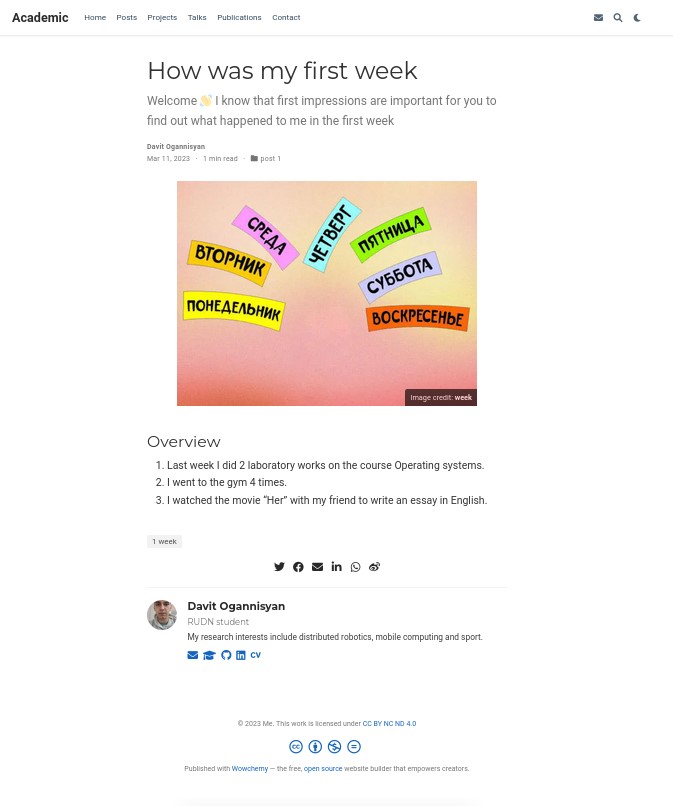 Academic Home Posts Projects Talks Publications Contact
How was my first week
Welcome 👋 I know that first impressions are important for you to
find out what happened to me in the first week
Davit Ogannisyan
Mar 11, 2023 · 1 min read · post 1
ПОНЕДЕЛЬНИК
ВТОРНИК
СРЕДА
ЧЕТВЕРГ
ПЯТНИЦА
СУББОТА
ВОСКРЕСЕНЬЕ
Image credit: week
Overview
1. Last week I did 2 laboratory works on the course Operating systems.
2. I went to the gym 4 times.
3. I watched the movie “Her” with my friend to write an essay in English.
1 week
Davit Ogannisyan
RUDN student
My research interests include distributed robotics, mobile computing and sport.
CV
© 2023 Me. This work is licensed under CC BY NC ND 4.0
Published with Wowchemy — the free, open source website builder that empowers creators.